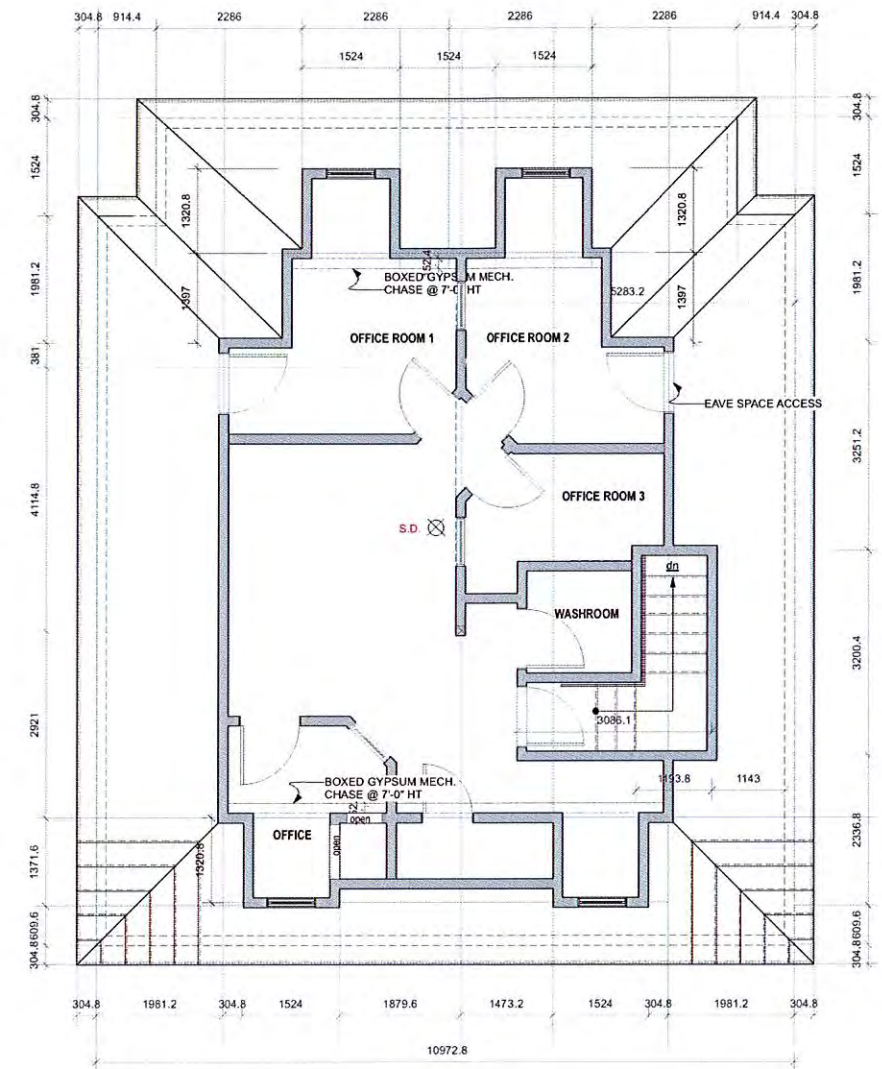 304.8 914.4 2286 2286 2286 2286 914.4 304.8
1524 1524 1524
304.8
1524
1981.2
381
4114.8
2921
1371.6
304.8609.6
304.8
1524
1981.2
3251.2
3200.4
2336.8
304.8609.6
1320.8
1397
1320.8
1397
52.4
BOXED GYPSUM MECH.
CHASE @ 7'-0" HT
5283.2
OFFICE ROOM 1
OFFICE ROOM 2
EAVE SPACE ACCESS
OFFICE ROOM 3
S.D.
dn
WASHROOM
3086.1
BOXED GYPSUM MECH.
CHASE @ 7'-0" HT
1193.8 1143
open
OFFICE
open
1320.8
304.8 1981.2 304.8 1524 1879.6 1473.2 1524 304.8 1981.2 304.8
10972.8